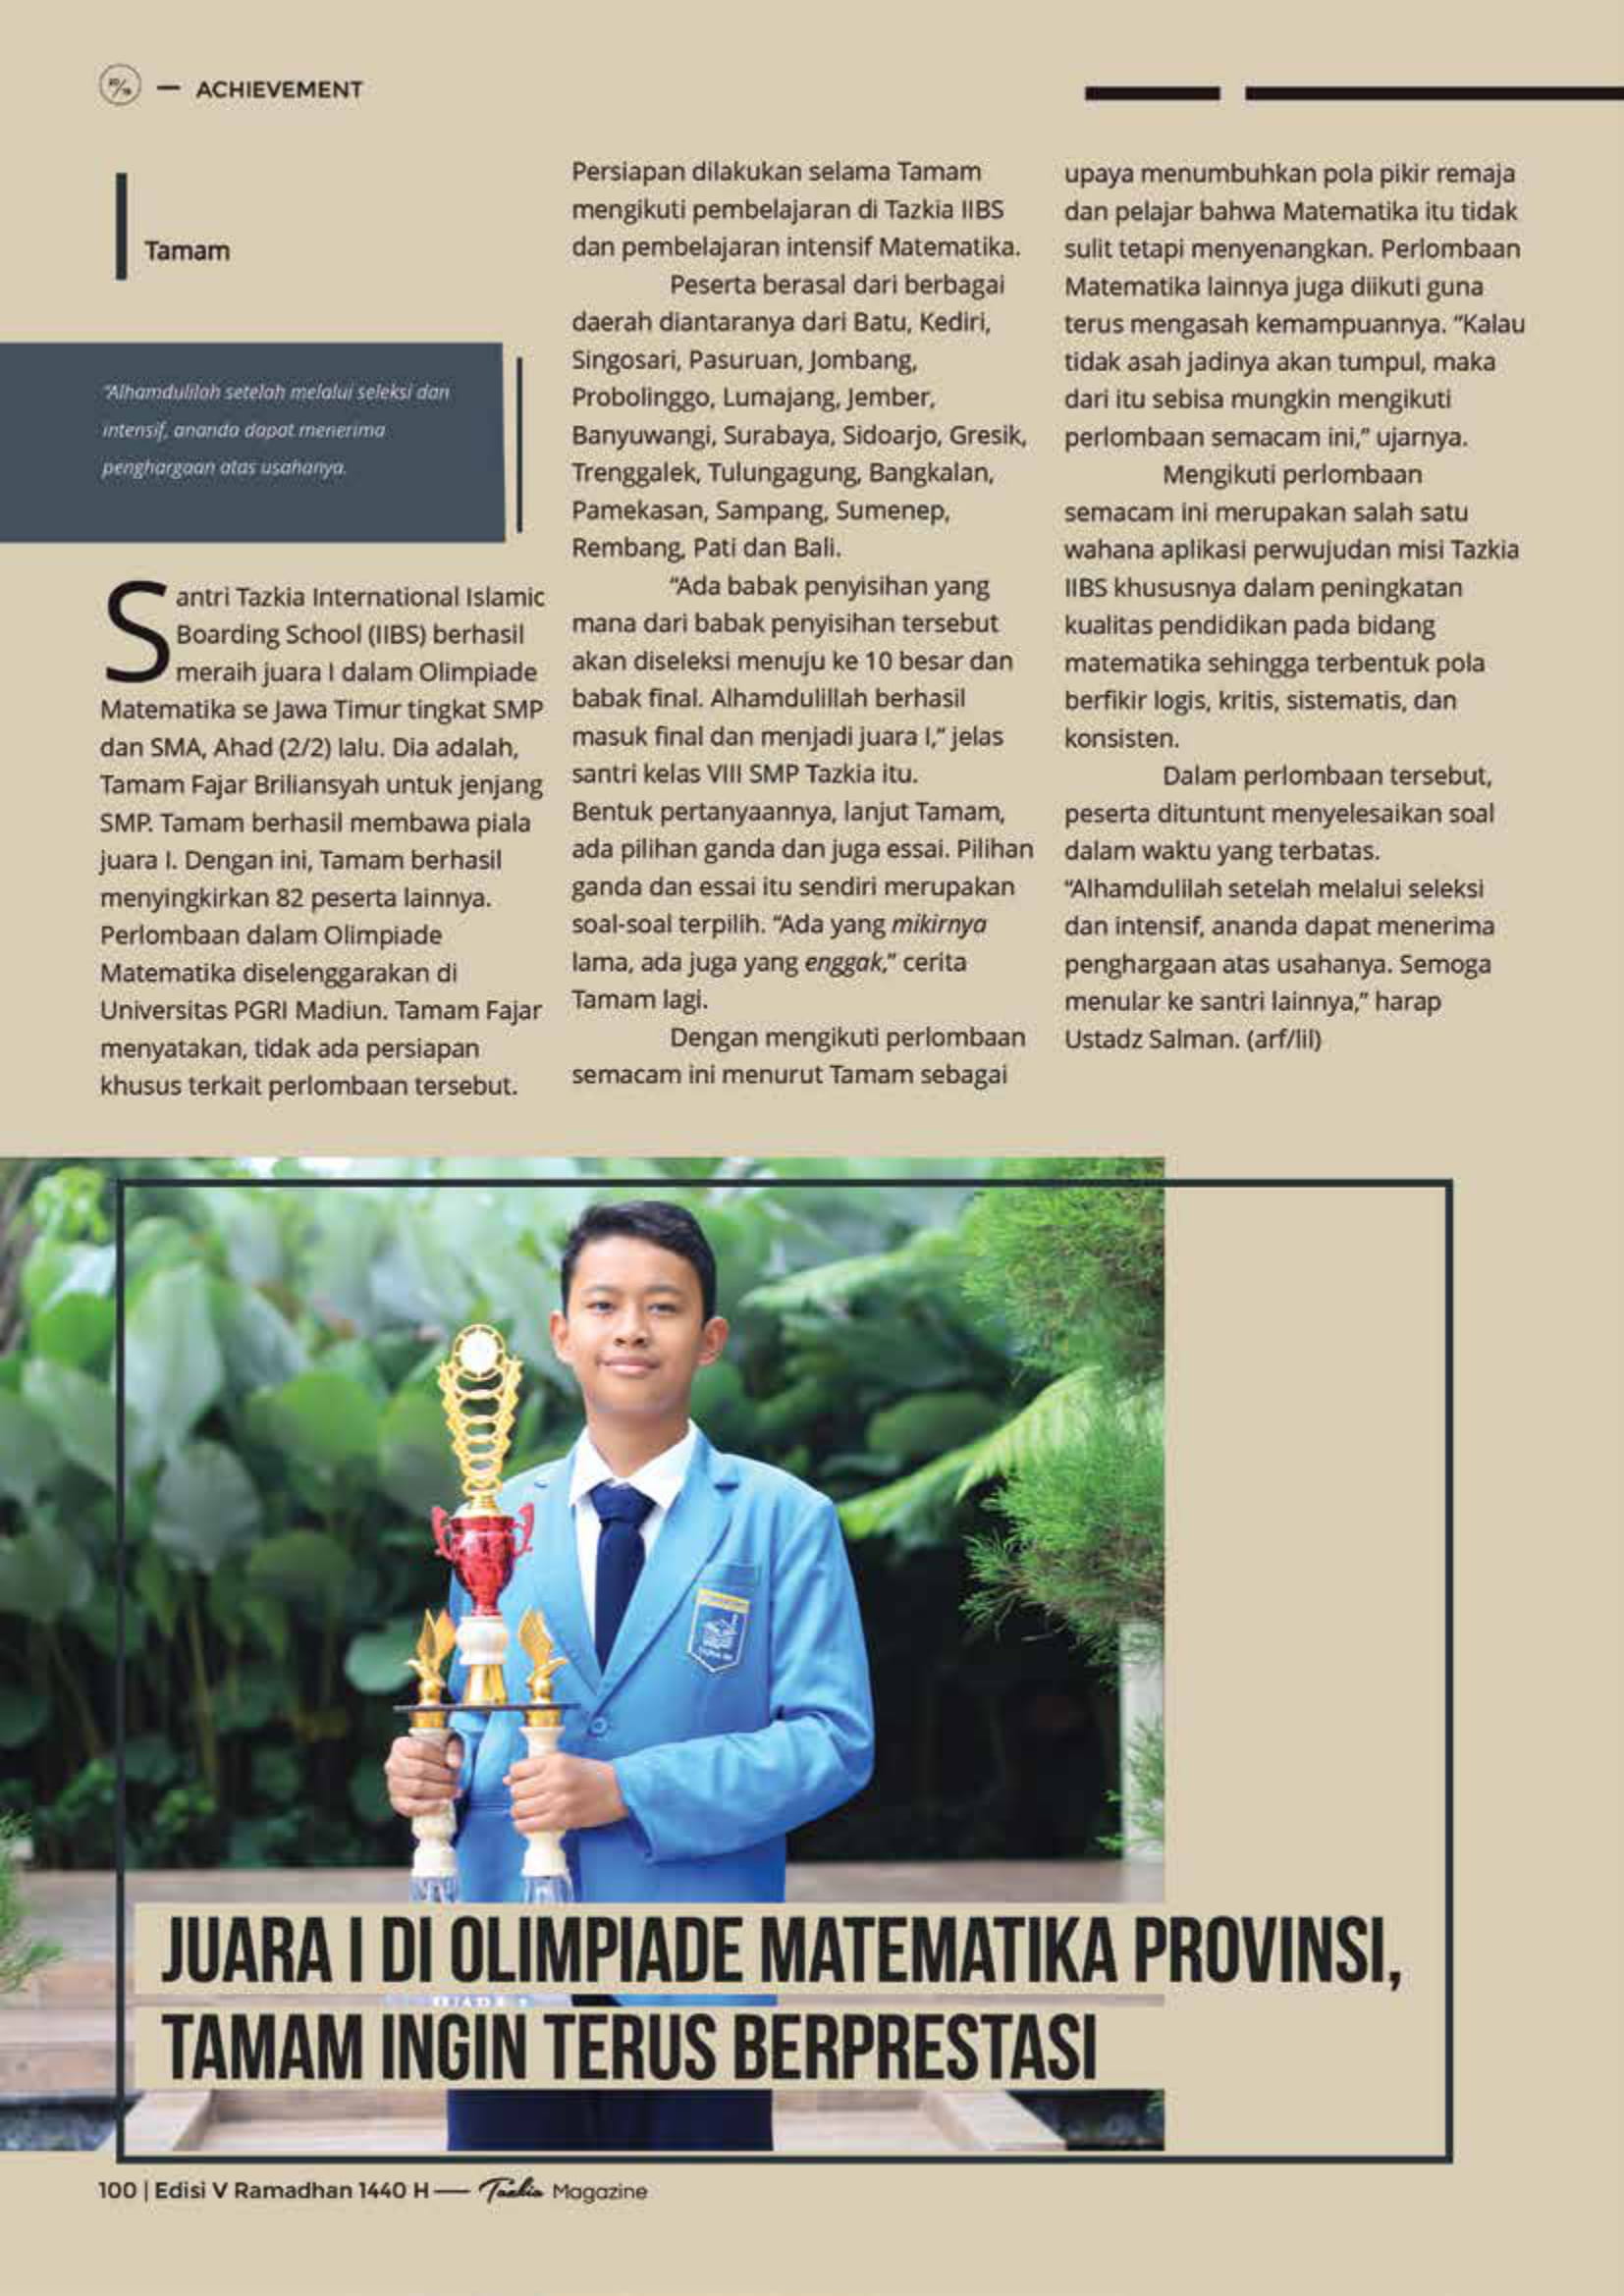 ACHIEVEMENT
Tamam
"Alhamdulilah setelah melalui seleksi dan
intensif, ananda dapat menerima
penghargaan atas usahanya.
Santri Tazkia International Islamic
Boarding School (IIBS) berhasil
meraih juara I dalam Olimpiade
Matematika se Jawa Timur tingkat SMP
dan SMA, Ahad (2/2) lalu. Dia adalah,
Tamam Fajar Briliansyah untuk jenjang
SMP. Tamam berhasil membawa piala
juara I. Dengan ini, Tamam berhasil
menyingkirkan 82 peserta lainnya.
Perlombaan dalam Olimpiade
Matematika diselenggarakan di
Universitas PGRI Madiun. Tamam Fajar
menyatakan, tidak ada persiapan
khusus terkait perlombaan tersebut.
Persiapan dilakukan selama Tamam
mengikuti pembelajaran di Tazkia IIBS
dan pembelajaran intensif Matematika.
Peserta berasal dari berbagai
daerah diantaranya dari Batu, Kediri,
Singosari, Pasuruan, Jombang,
Probolinggo, Lumajang, Jember,
Banyuwangi, Surabaya, Sidoarjo, Gresik,
Trenggalek, Tulungagung, Bangkalan,
Pamekasan, Sampang, Sumenep,
Rembang, Pati dan Bali.
"Ada babak penyisihan yang
mana dari babak penyisihan tersebut
akan diseleksi menuju ke 10 besar dan
babak final. Alhamdulillah berhasil
masuk final dan menjadi juara I," jelas
santri kelas VIII SMP Tazkia itu.
Bentuk pertanyaannya, lanjut Tamam,
ada pilihan ganda dan juga essai. Pilihan
ganda dan essai itu sendiri merupakan
soal-soal terpilih. "Ada yang mikirnya
lama, ada juga yang enggak," cerita
Tamam lagi.
Dengan mengikuti perlombaan
semacam ini menurut Tamam sebagai
upaya menumbuhkan pola pikir remaja
dan pelajar bahwa Matematika itu tidak
sulit tetapi menyenangkan. Perlombaan
Matematika lainnya juga diikuti guna
terus mengasah kemampuannya. "Kalau
tidak asah jadinya akan tumpul, maka
dari itu sebisa mungkin mengikuti
perlombaan semacam ini," ujarnya.
Mengikuti perlombaan
semacam ini merupakan salah satu
wahana aplikasi perwujudan misi Tazkia
IIBS khususnya dalam peningkatan
kualitas pendidikan pada bidang
matematika sehingga terbentuk pola
berfikir logis, kritis, sistematis, dan
konsisten.
Dalam perlombaan tersebut,
peserta dituntunt menyelesaikan soal
dalam waktu yang terbatas.
"Alhamdulilah setelah melalui seleksi
dan intensif, ananda dapat menerima
penghargaan atas usahanya. Semoga
menular ke santri lainnya," harap
Ustadz Salman. (arf/lil)
JUARA I DI OLIMPIADE MATEMATIKA PROVINSI,
TAMAM INGIN TERUS BERPRESTASI
100 | Edisi V Ramadhan 1440 H — Tazkia Magazine